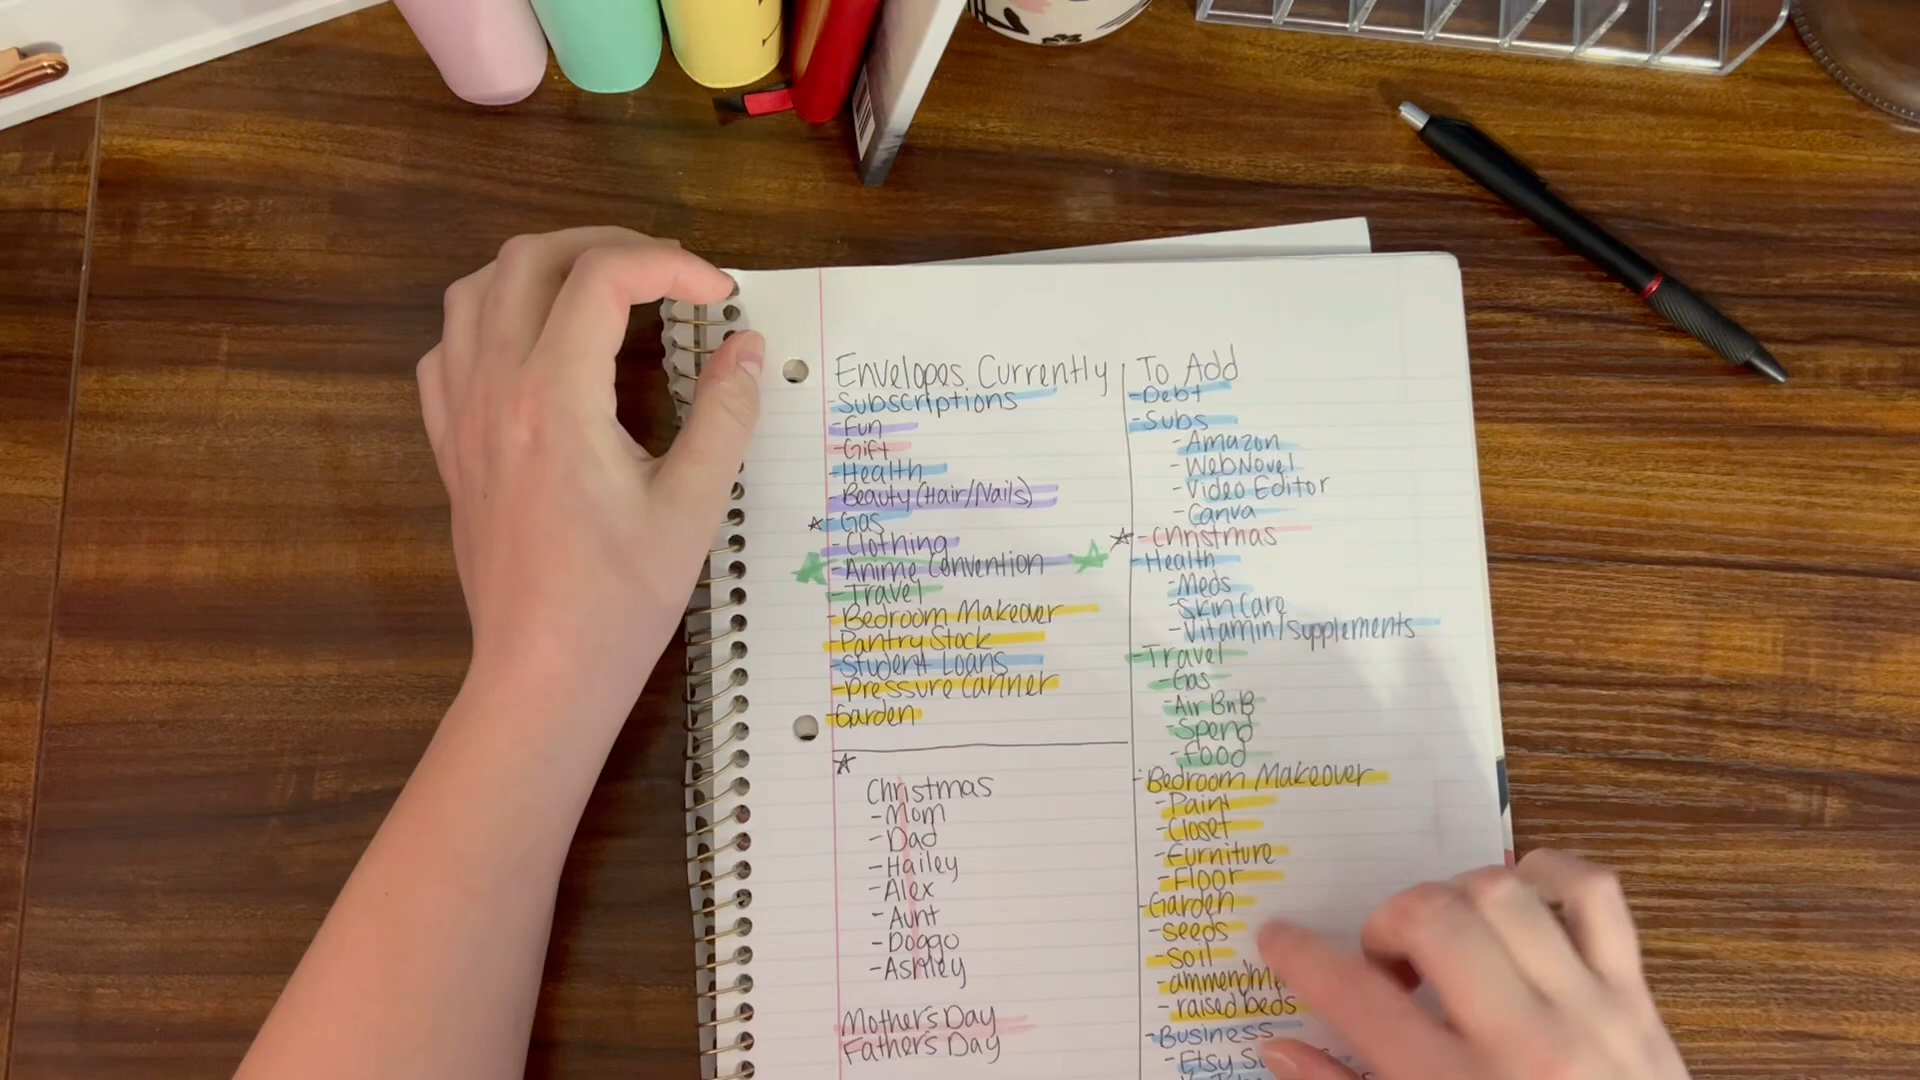 Envelopes Currently
-Subscriptions
-Fun
-Gift
-Health
-Beauty (Hair/Nails)
☆-Gas
-Clothing
★-Anime Convention ★
-Travel
-Bedroom Makeover
-Pantry Stock
-Student Loans
-Pressure Canner
-Garden
☆
Christmas
-Mom
-Dad
-Hailey
-Alex
-Aunt
-Doggo
-Ashley
Mother's Day
Father's Day
To Add
-Debt
-Subs
-Amazon
-WebNovel
-Video Editor
-Canva
☆-Christmas
-Health
-Meds
-Skin Care
-Vitamin/Supplements
-Travel
-Gas
-Air BnB
-Spend
-Food
-Bedroom Makeover
-Paint
-Closet
-Furniture
-Floor
-Garden
-Seeds
-Soil
-raised beds
-Business
-Etsy